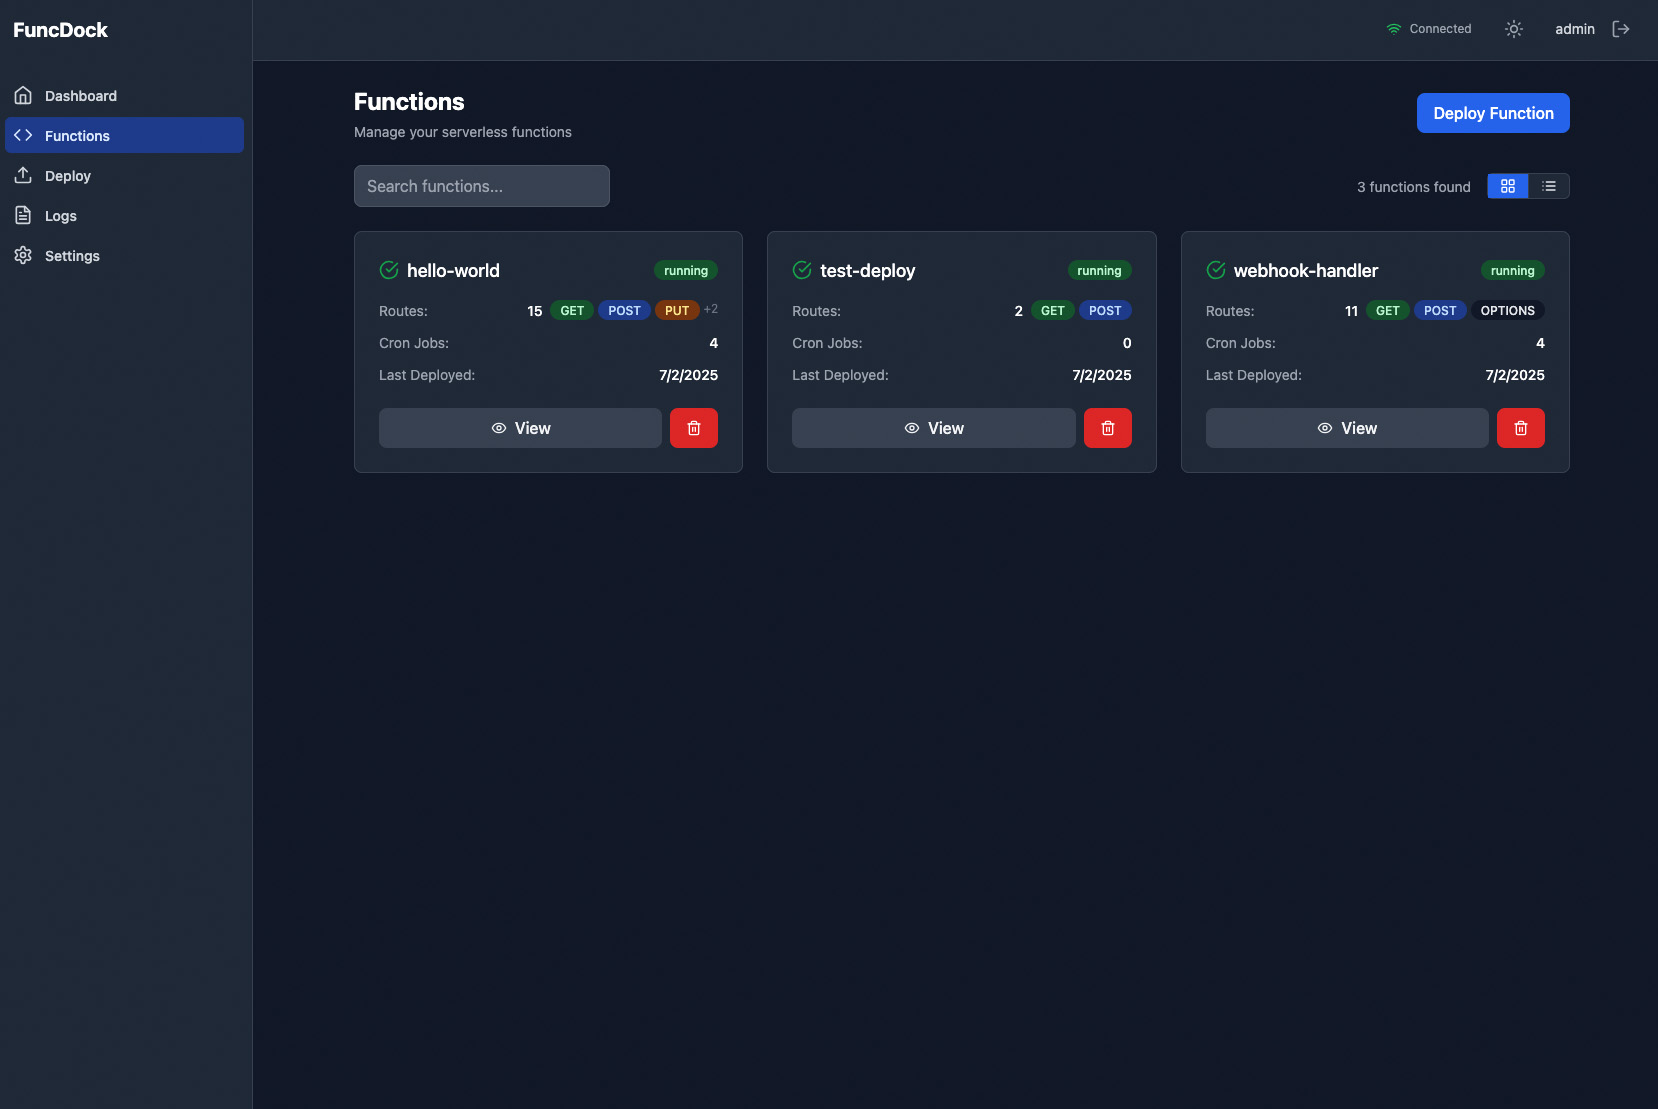 FuncDock
Connected
admin
Dashboard
Functions
Deploy
Logs
Settings
Functions
Manage your serverless functions
Deploy Function
Search functions...
3 functions found
hello-world running
Routes: 15 GET POST PUT +2
Cron Jobs: 4
Last Deployed: 7/2/2025
View
test-deploy running
Routes: 2 GET POST
Cron Jobs: 0
Last Deployed: 7/2/2025
View
webhook-handler running
Routes: 11 GET POST OPTIONS
Cron Jobs: 4
Last Deployed: 7/2/2025
View